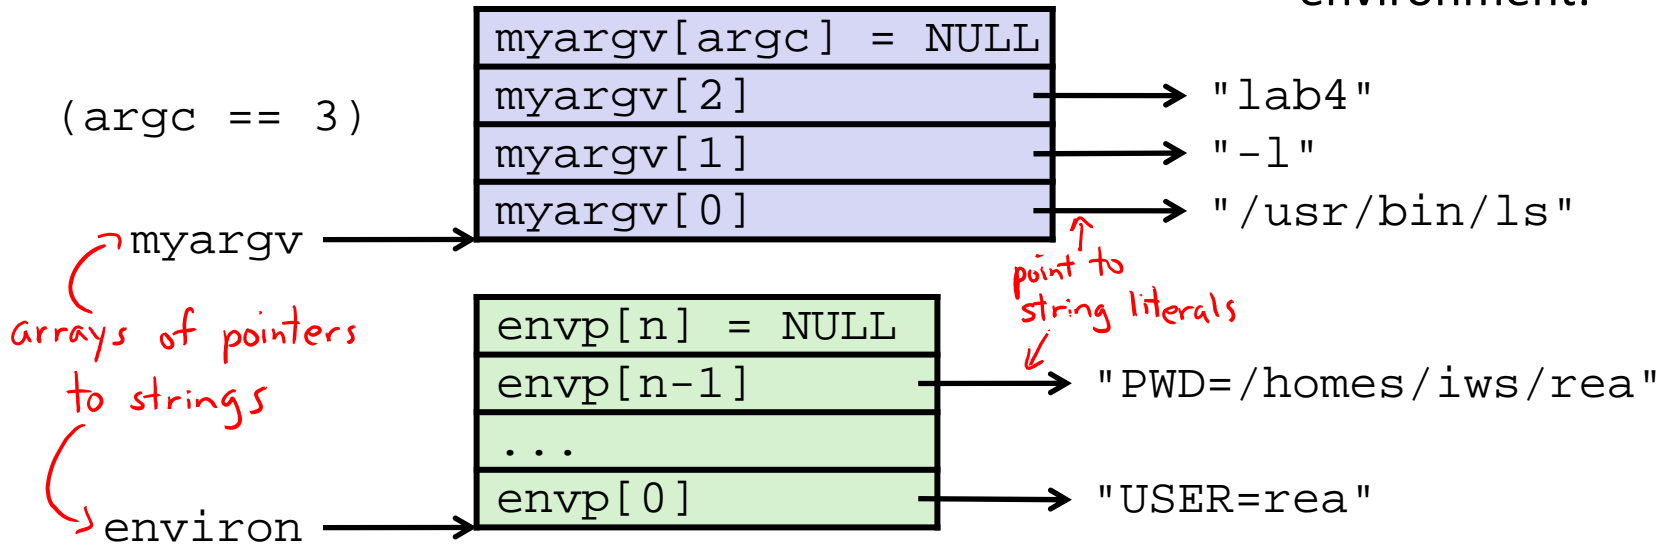 environment:
myargv[argc] = NULL
(argc == 3)
myargv[2]
"lab4"
myargv[1]
"-l"
myargv[0]
"/usr/bin/ls"
myargv
point to
string literals
arrays of pointers
to strings
envp[n] = NULL
envp[n-1]
"PWD=/homes/iws/rea"
...
envp[0]
"USER=rea"
environ